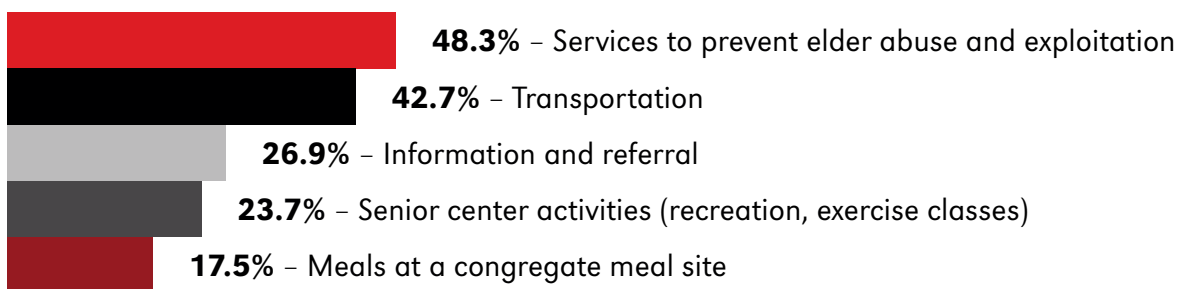 48.3% – Services to prevent elder abuse and exploitation
42.7% – Transportation
26.9% – Information and referral
23.7% – Senior center activities (recreation, exercise classes)
17.5% – Meals at a congregate meal site